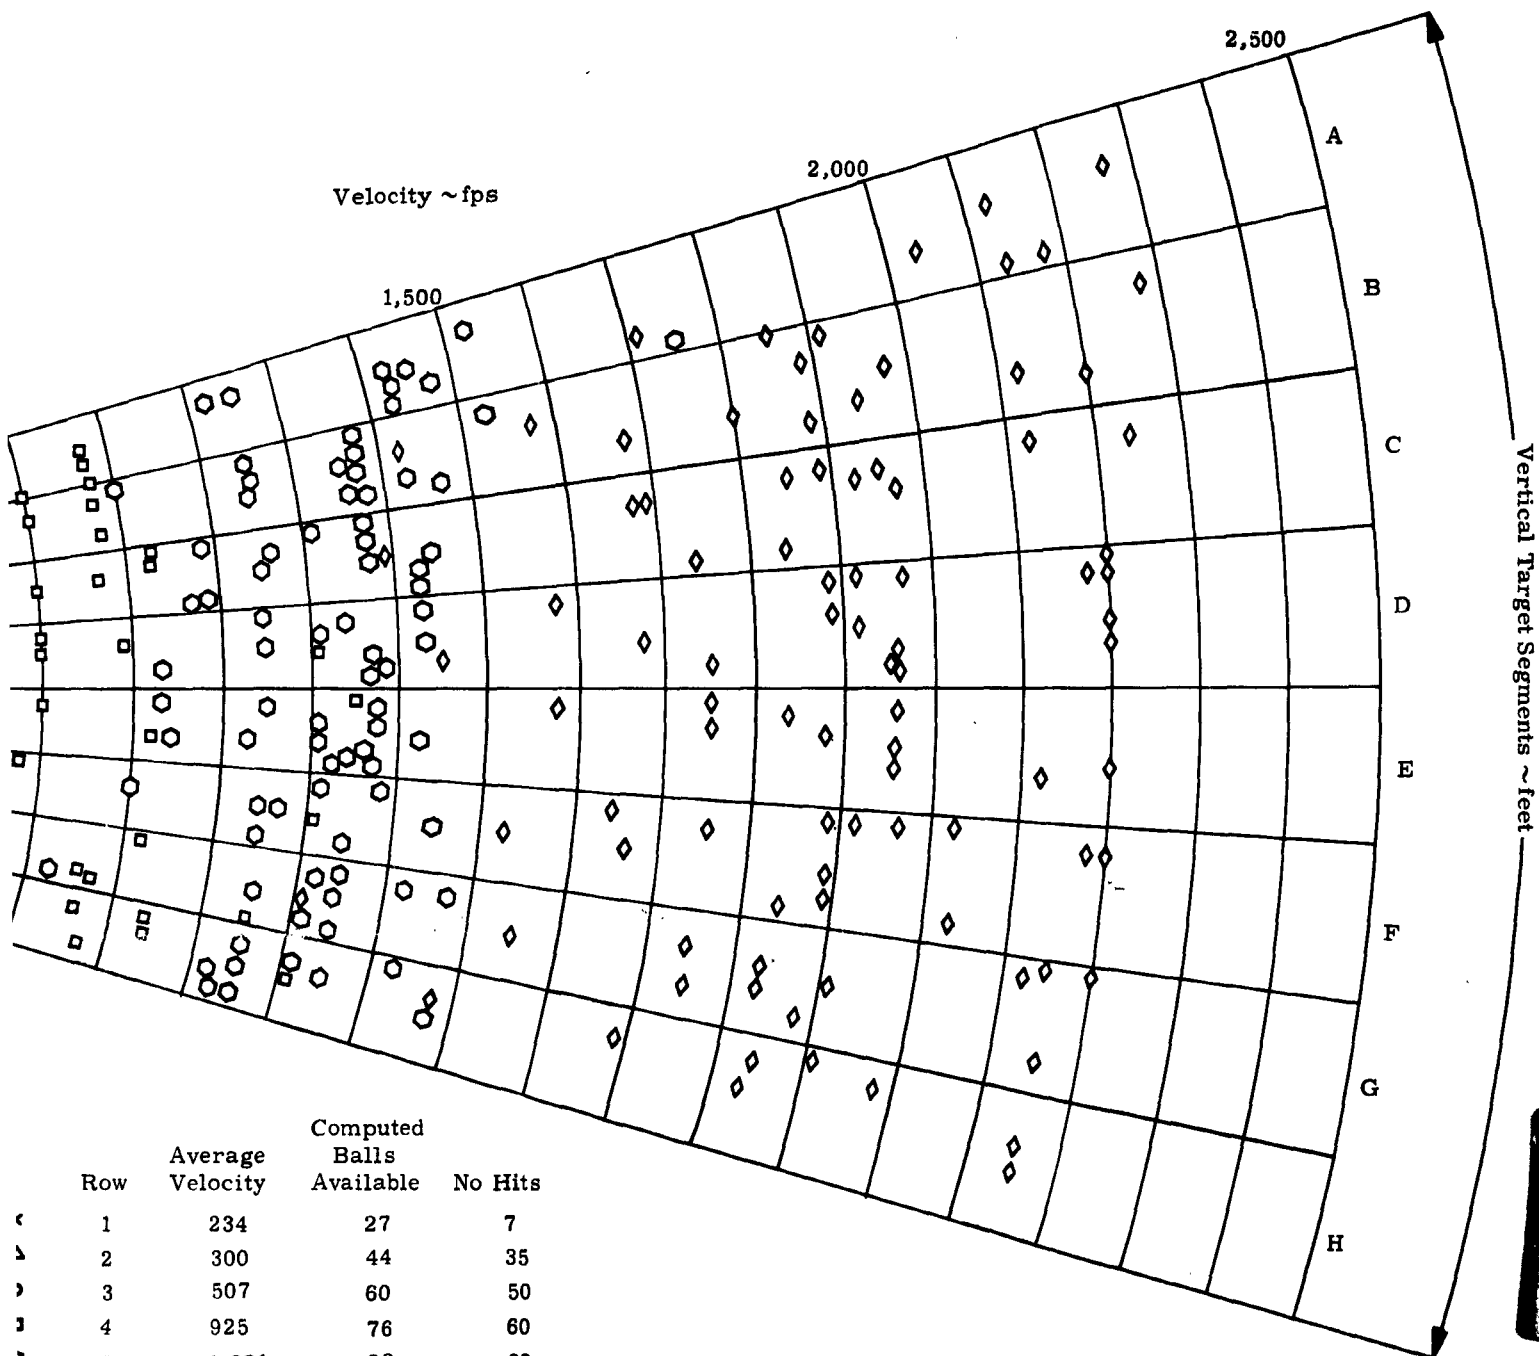 2,500
A
2,000
Velocity ~ fps
B
1,500
C
Vertical Target Segments ~ feet
D
E
F
G
H
Computed
Average Balls
Row Velocity Available No Hits
1 234 27 7
2 300 44 35
3 507 60 50
4 925 76 60